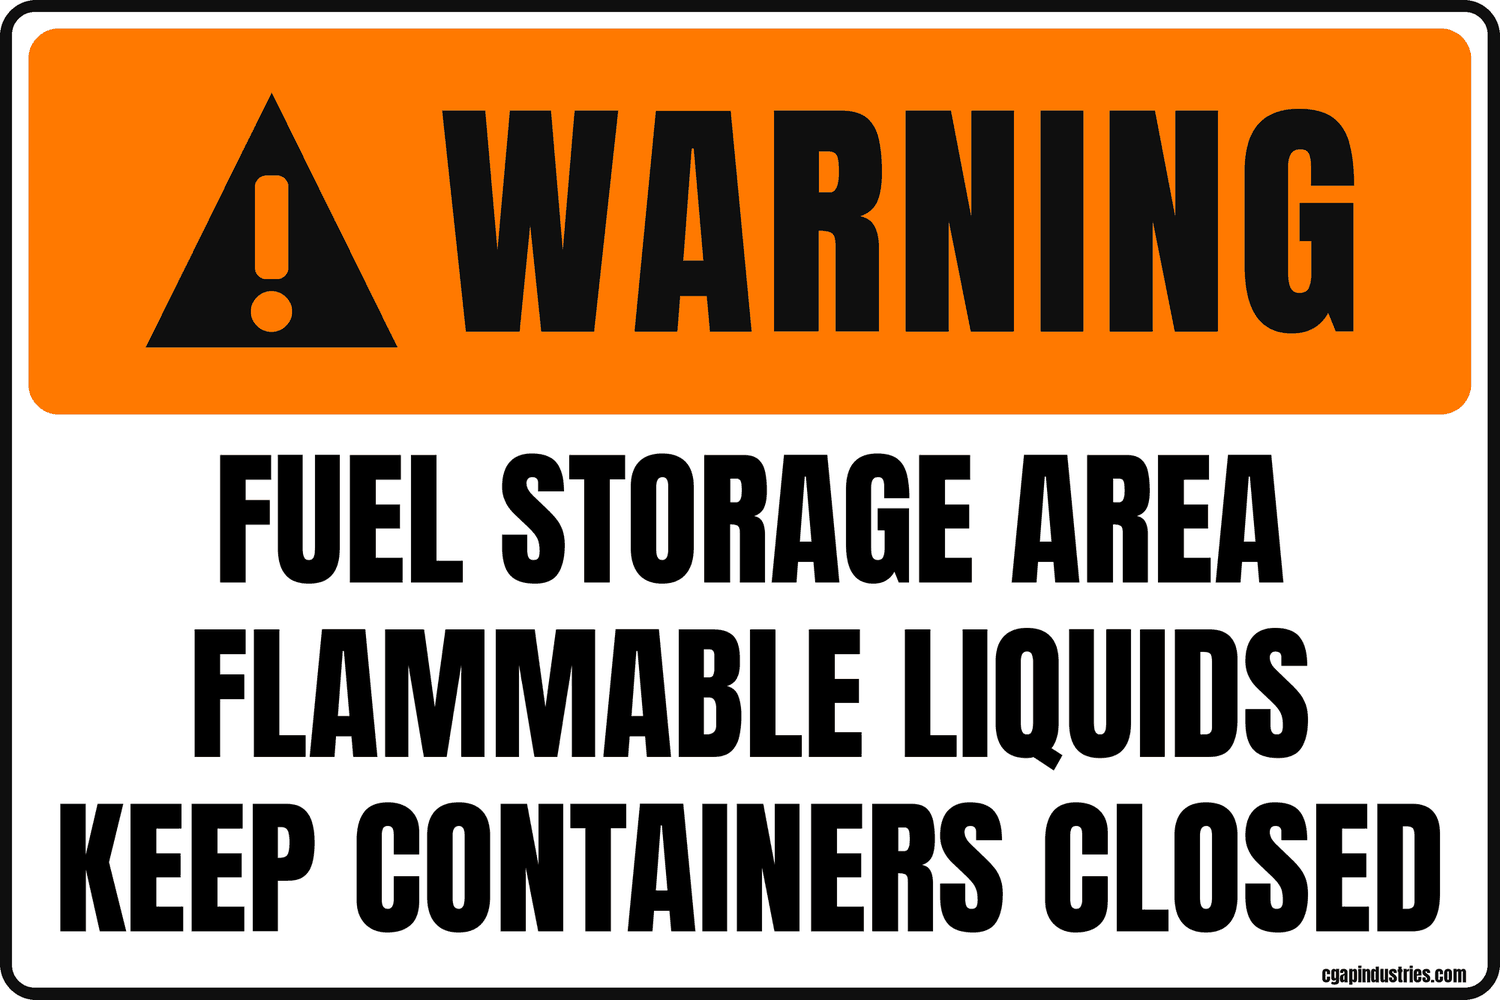 WARNING
FUEL STORAGE AREA
FLAMMABLE LIQUIDS
KEEP CONTAINERS CLOSED
cgapindustries.com